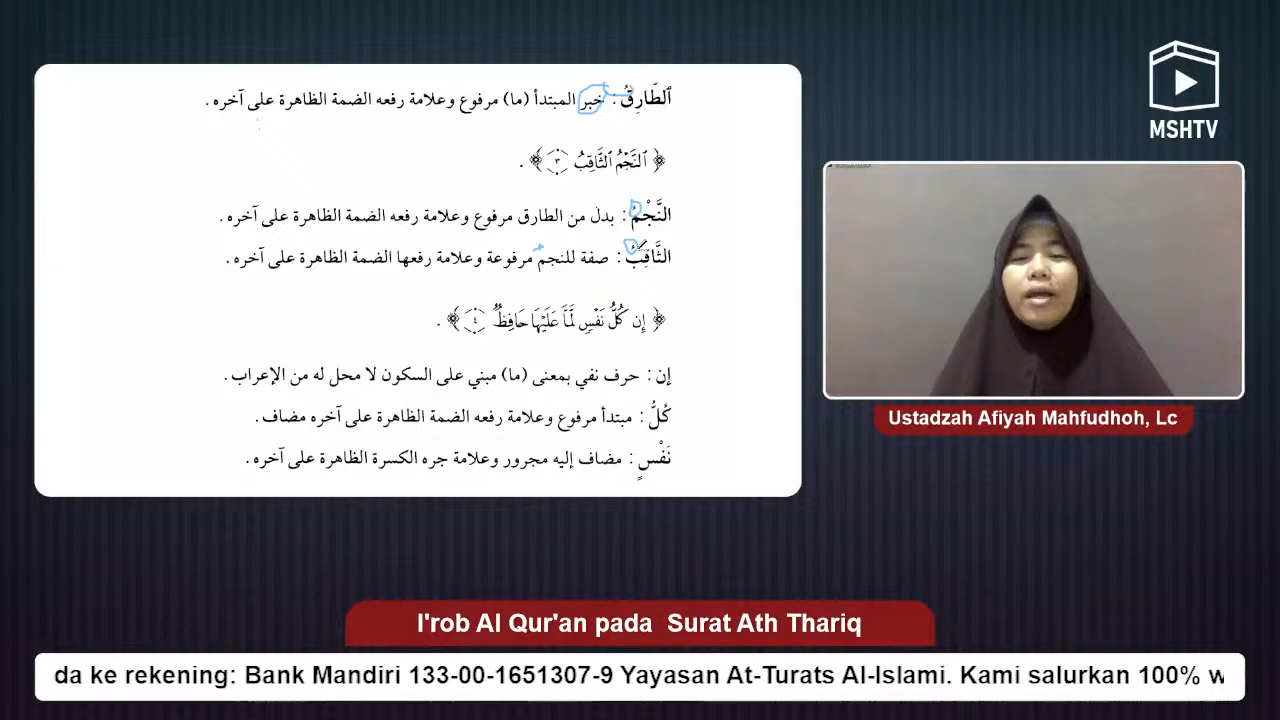 ٱلطَّارِقُ : خبر المبتدأ (ما) مرفوع وعلامة رفعه الضمة الظاهرة على آخره .
﴿ ٱلنَّجْمُ ٱلثَّاقِبُ ٣ ﴾ .
النَّجْمُ : بدل من الطارق مرفوع وعلامة رفعه الضمة الظاهرة على آخره .
الثَّاقِبُ : صفة للنجم مرفوعة وعلامة رفعها الضمة الظاهرة على آخره .
﴿ إِن كُلُّ نَفْسٍ لَّمَّا عَلَيْهَا حَافِظٌ ٤ ﴾ .
إن : حرف نفي بمعنى (ما) مبني على السكون لا محل له من الإعراب .
كُلُّ : مبتدأ مرفوع وعلامة رفعه الضمة الظاهرة على آخره مضاف .
نَفْسٍ : مضاف إليه مجرور وعلامة جره الكسرة الظاهرة على آخره .
MSHTV
Ustadzah Afiyah Mahfudhoh, Lc
I'rob Al Qur'an pada Surat Ath Thariq
da ke rekening: Bank Mandiri 133-00-1651307-9 Yayasan At-Turats Al-Islami. Kami salurkan 100% w